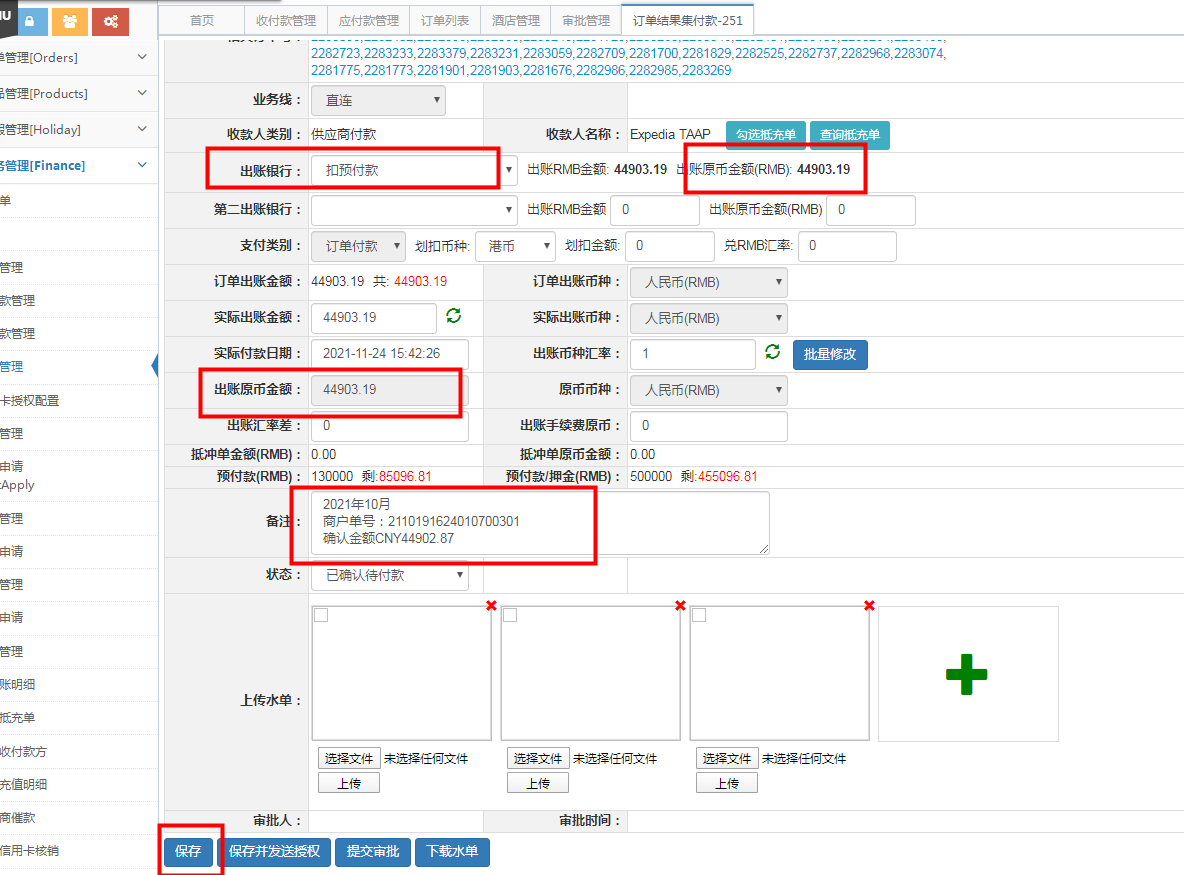 首页 收付款管理 应付款管理 订单列表 酒店管理 审批管理 订单结果集付款-251
单管理[Orders]
品管理[Products]
假管理[Holiday]
务管理[Finance]
单
管理
款管理
款管理
管理
卡授权配置
管理
申请
Apply
管理
申请
管理
申请
管理
账明细
抵充单
收付款方
充值明细
商催款
信用卡核销
2282723,2283233,2283379,2283231,2283059,2282709,2281700,2281829,2282525,2282737,2282968,2283074,
2281775,2281773,2281901,2281903,2281676,2282986,2282985,2283269
业务线： 直连
收款人类别： 供应商付款 收款人名称： Expedia TAAP 勾选抵充单 查询抵充单
出账银行： 扣预付款 出账RMB金额: 44903.19 出账原币金额(RMB): 44903.19
第二出账银行： 出账RMB金额 0 出账原币金额(RMB) 0
支付类别： 订单付款 划扣币种: 港币 划扣金额: 0 兑RMB汇率: 0
订单出账金额： 44903.19 共: 44903.19 订单出账币种： 人民币(RMB)
实际出账金额： 44903.19 实际出账币种： 人民币(RMB)
实际付款日期： 2021-11-24 15:42:26 出账币种汇率： 1 批量修改
出账原币金额： 44903.19 原币币种： 人民币(RMB)
出账汇率差： 0 出账手续费原币： 0
抵冲单金额(RMB)： 0.00 抵冲单原币金额： 0.00
预付款(RMB)： 130000 剩:85096.81 预付款/押金(RMB)： 500000 剩:455096.81
备注： 2021年10月
商户单号：2110191624010700301
确认金额CNY44902.87
状态： 已确认待付款
上传水单：
选择文件 未选择任何文件 选择文件 未选择任何文件 选择文件 未选择任何文件
上传 上传 上传
审批人： 审批时间：
保存 保存并发送授权 提交审批 下载水单